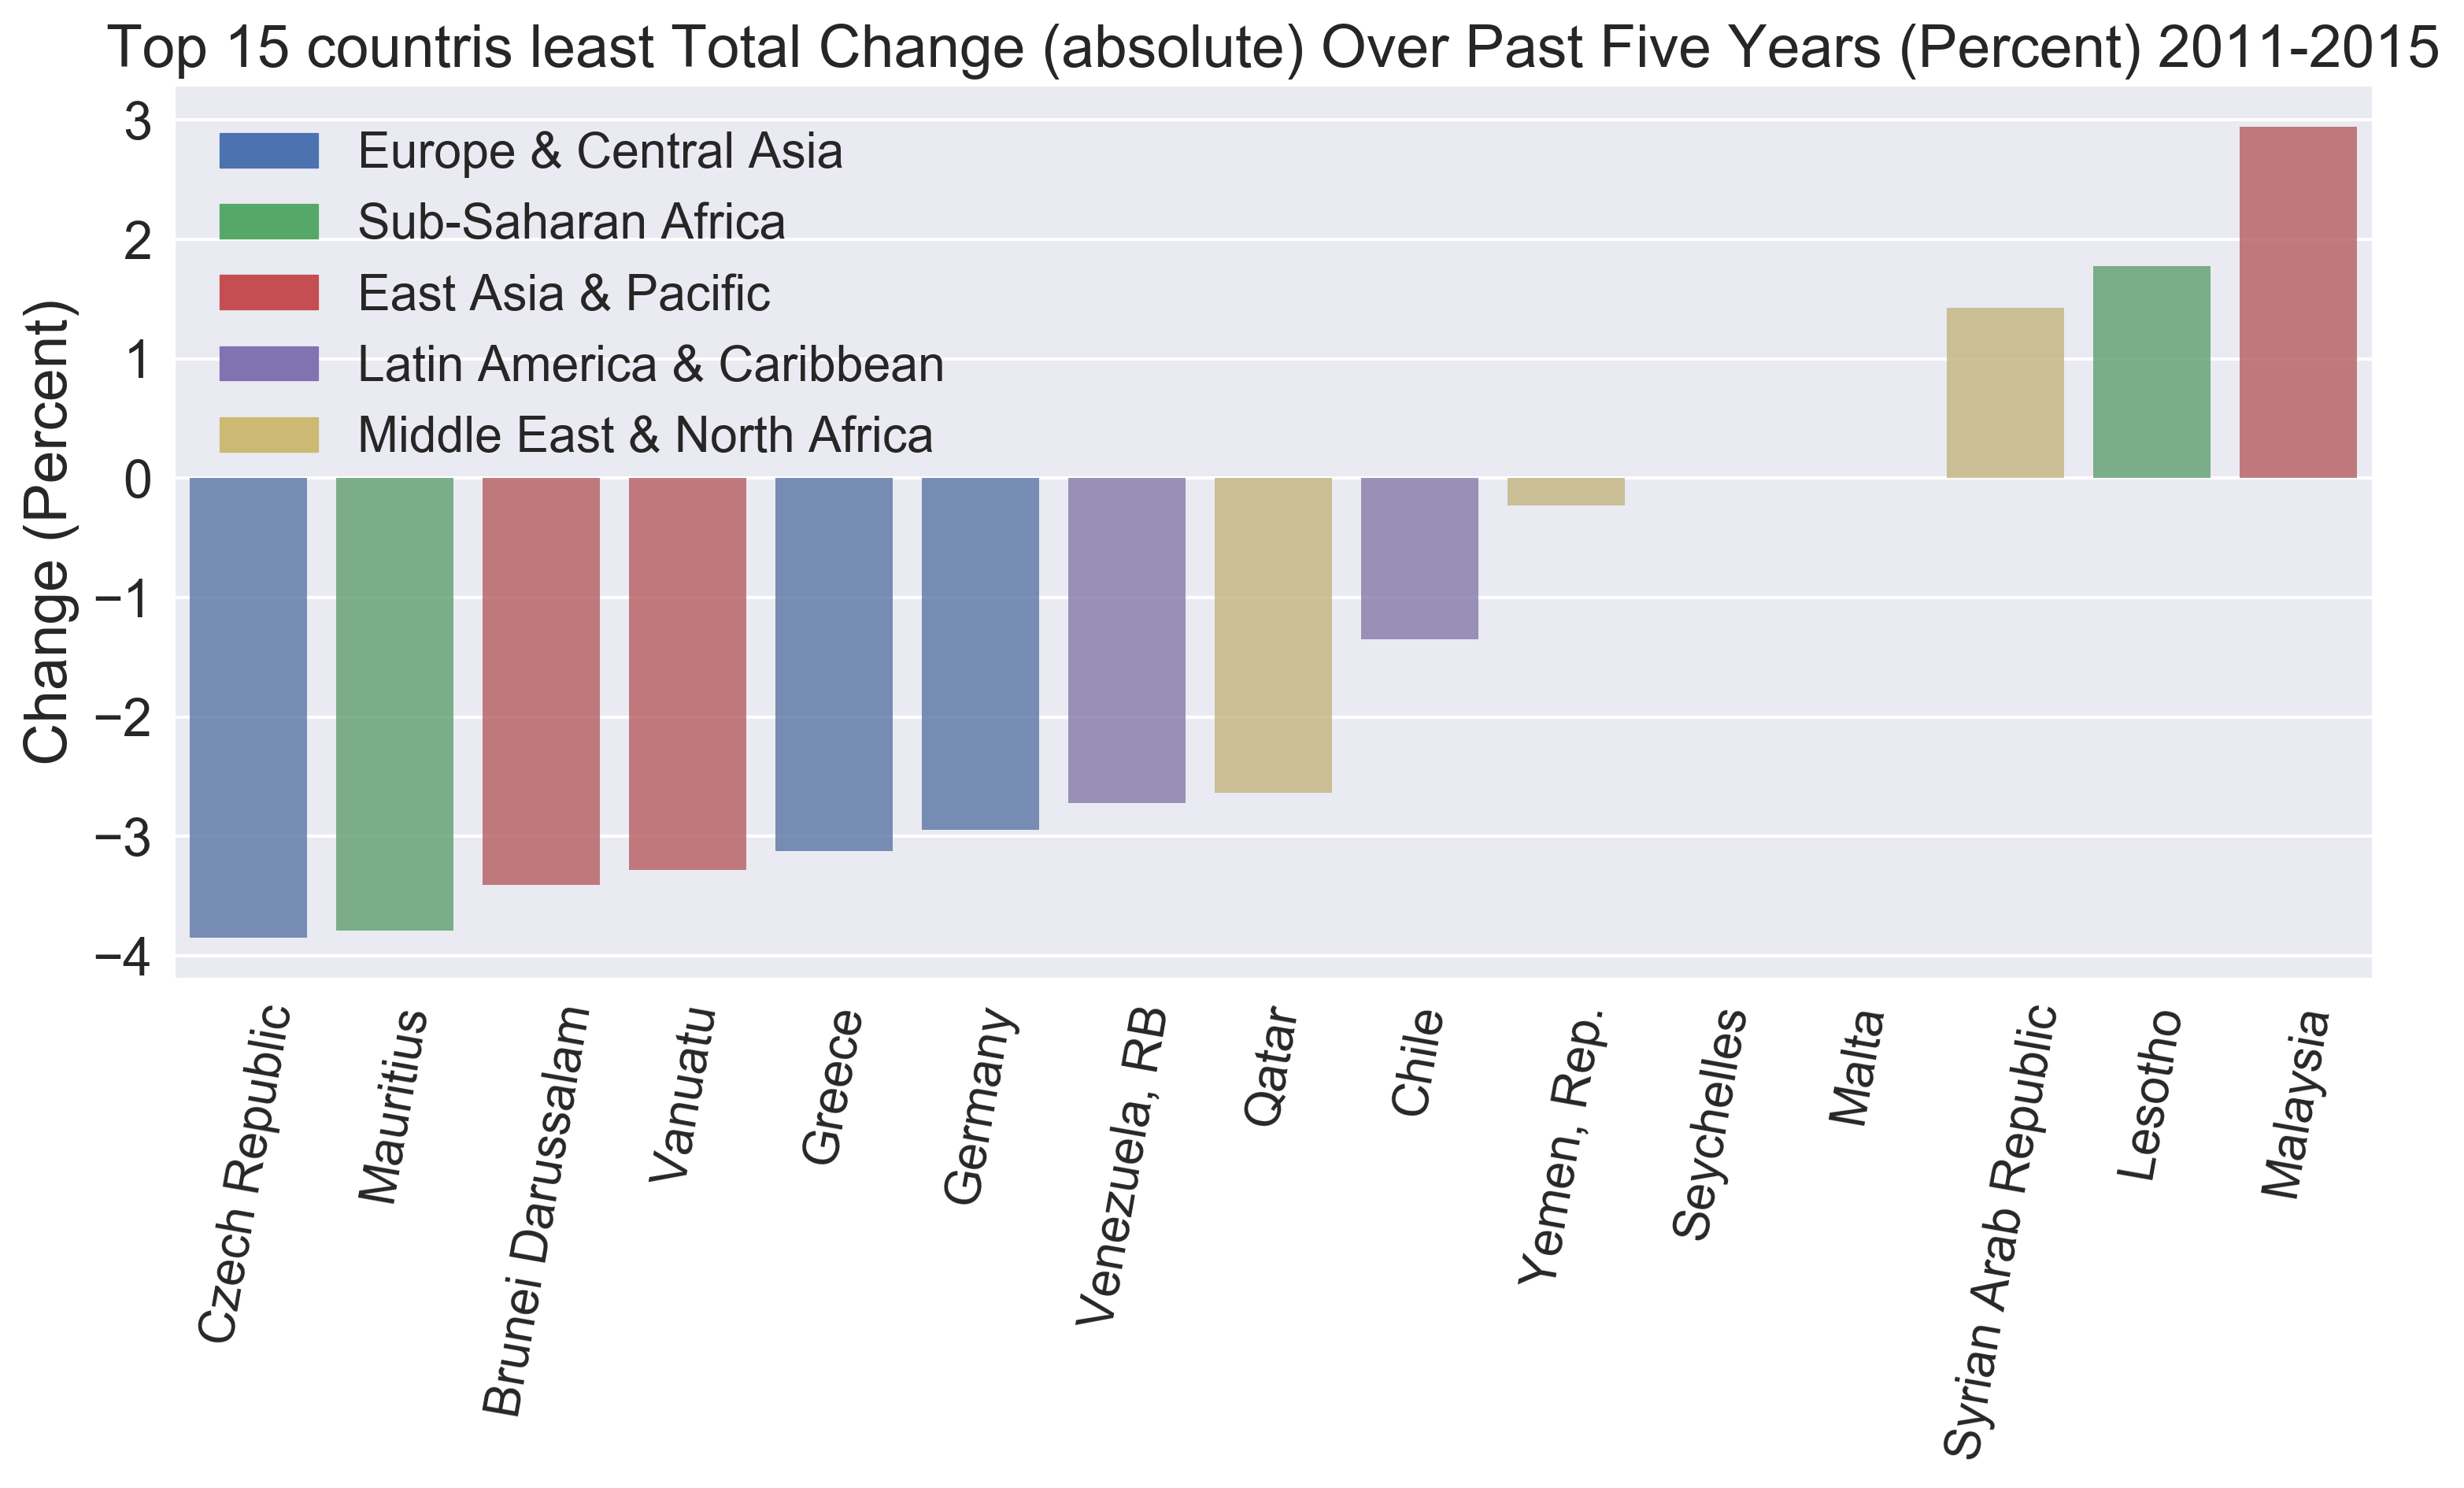 Top 15 countris least Total Change (absolute) Over Past Five Years (Percent) 2011-2015
Change (Percent)
3
2
1
0
−1
−2
−3
−4
Europe & Central Asia
Sub-Saharan Africa
East Asia & Pacific
Latin America & Caribbean
Middle East & North Africa
Czech Republic
Mauritius
Brunei Darussalam
Vanuatu
Greece
Germany
Venezuela, RB
Qatar
Chile
Yemen, Rep.
Seychelles
Malta
Syrian Arab Republic
Lesotho
Malaysia